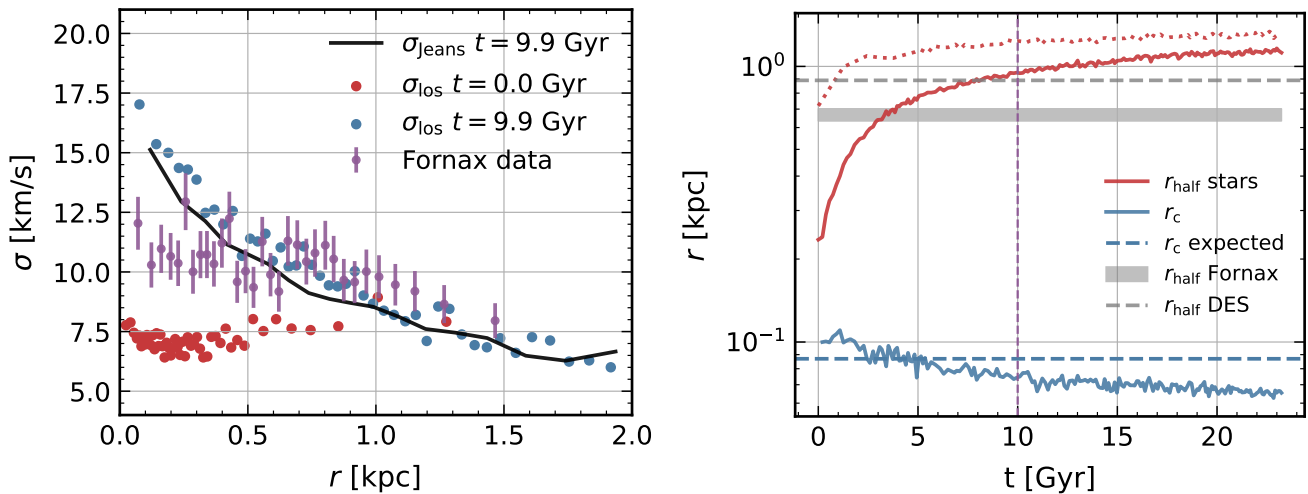 20.0
17.5
15.0
12.5
10.0
7.5
5.0
σ [km/s]
0.0 0.5 1.0 1.5 2.0
r [kpc]
σJeans t = 9.9 Gyr
σlos t = 0.0 Gyr
σlos t = 9.9 Gyr
Fornax data
10⁰
10⁻¹
r [kpc]
0 5 10 15 20
t [Gyr]
rhalf stars
rc
rc expected
rhalf Fornax
rhalf DES